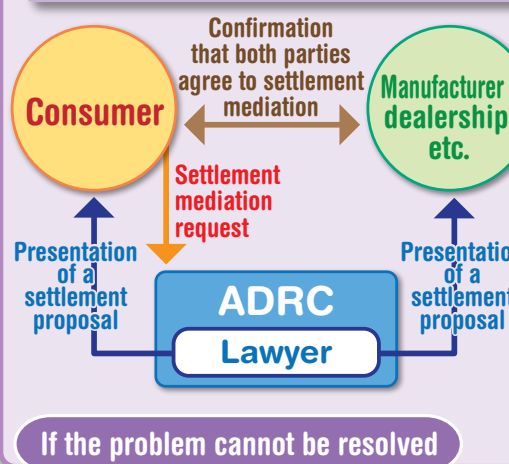 Confirmation
that both parties
agree to settlement
mediation
Consumer
Manufacturer
dealership
etc.
Settlement
mediation
request
Presentation
of a
settlement
proposal
Presentatio
of a
settlement
proposal
ADRC
Lawyer
If the problem cannot be resolved